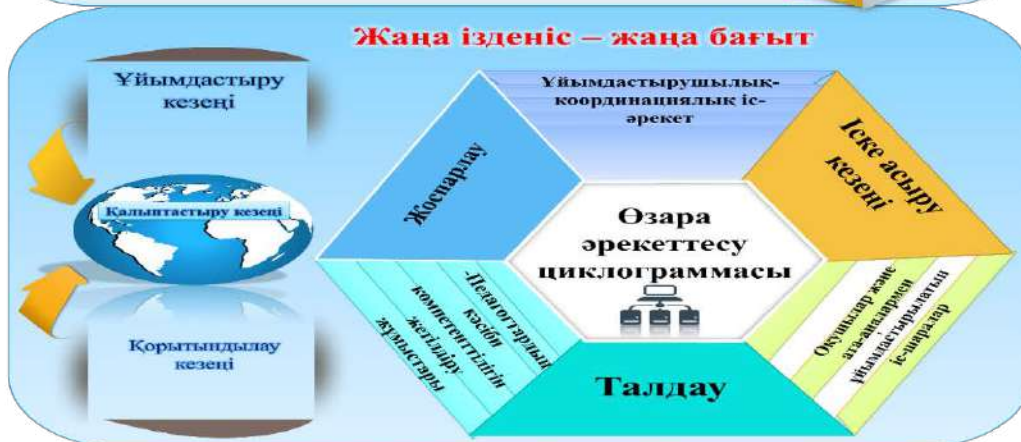 Жаңа ізденіс – жаңа бағыт
Ұйымдастыру
кезеңі
Қалыптастыру кезеңі
Қорытындылау
кезеңі
Ұйымдастырушылық-
координациялық іс-
әрекет
Жоспарлау
Іске асыру
кезеңі
Өзара
әрекеттесу
циклограммасы
-Педагогтардың
кәсіби
компетенттілігін
жетілдіру
жұмыстары
Талдау
Оқушылар және
ата-аналармен
ұйымдастырылатын
іс-шаралар